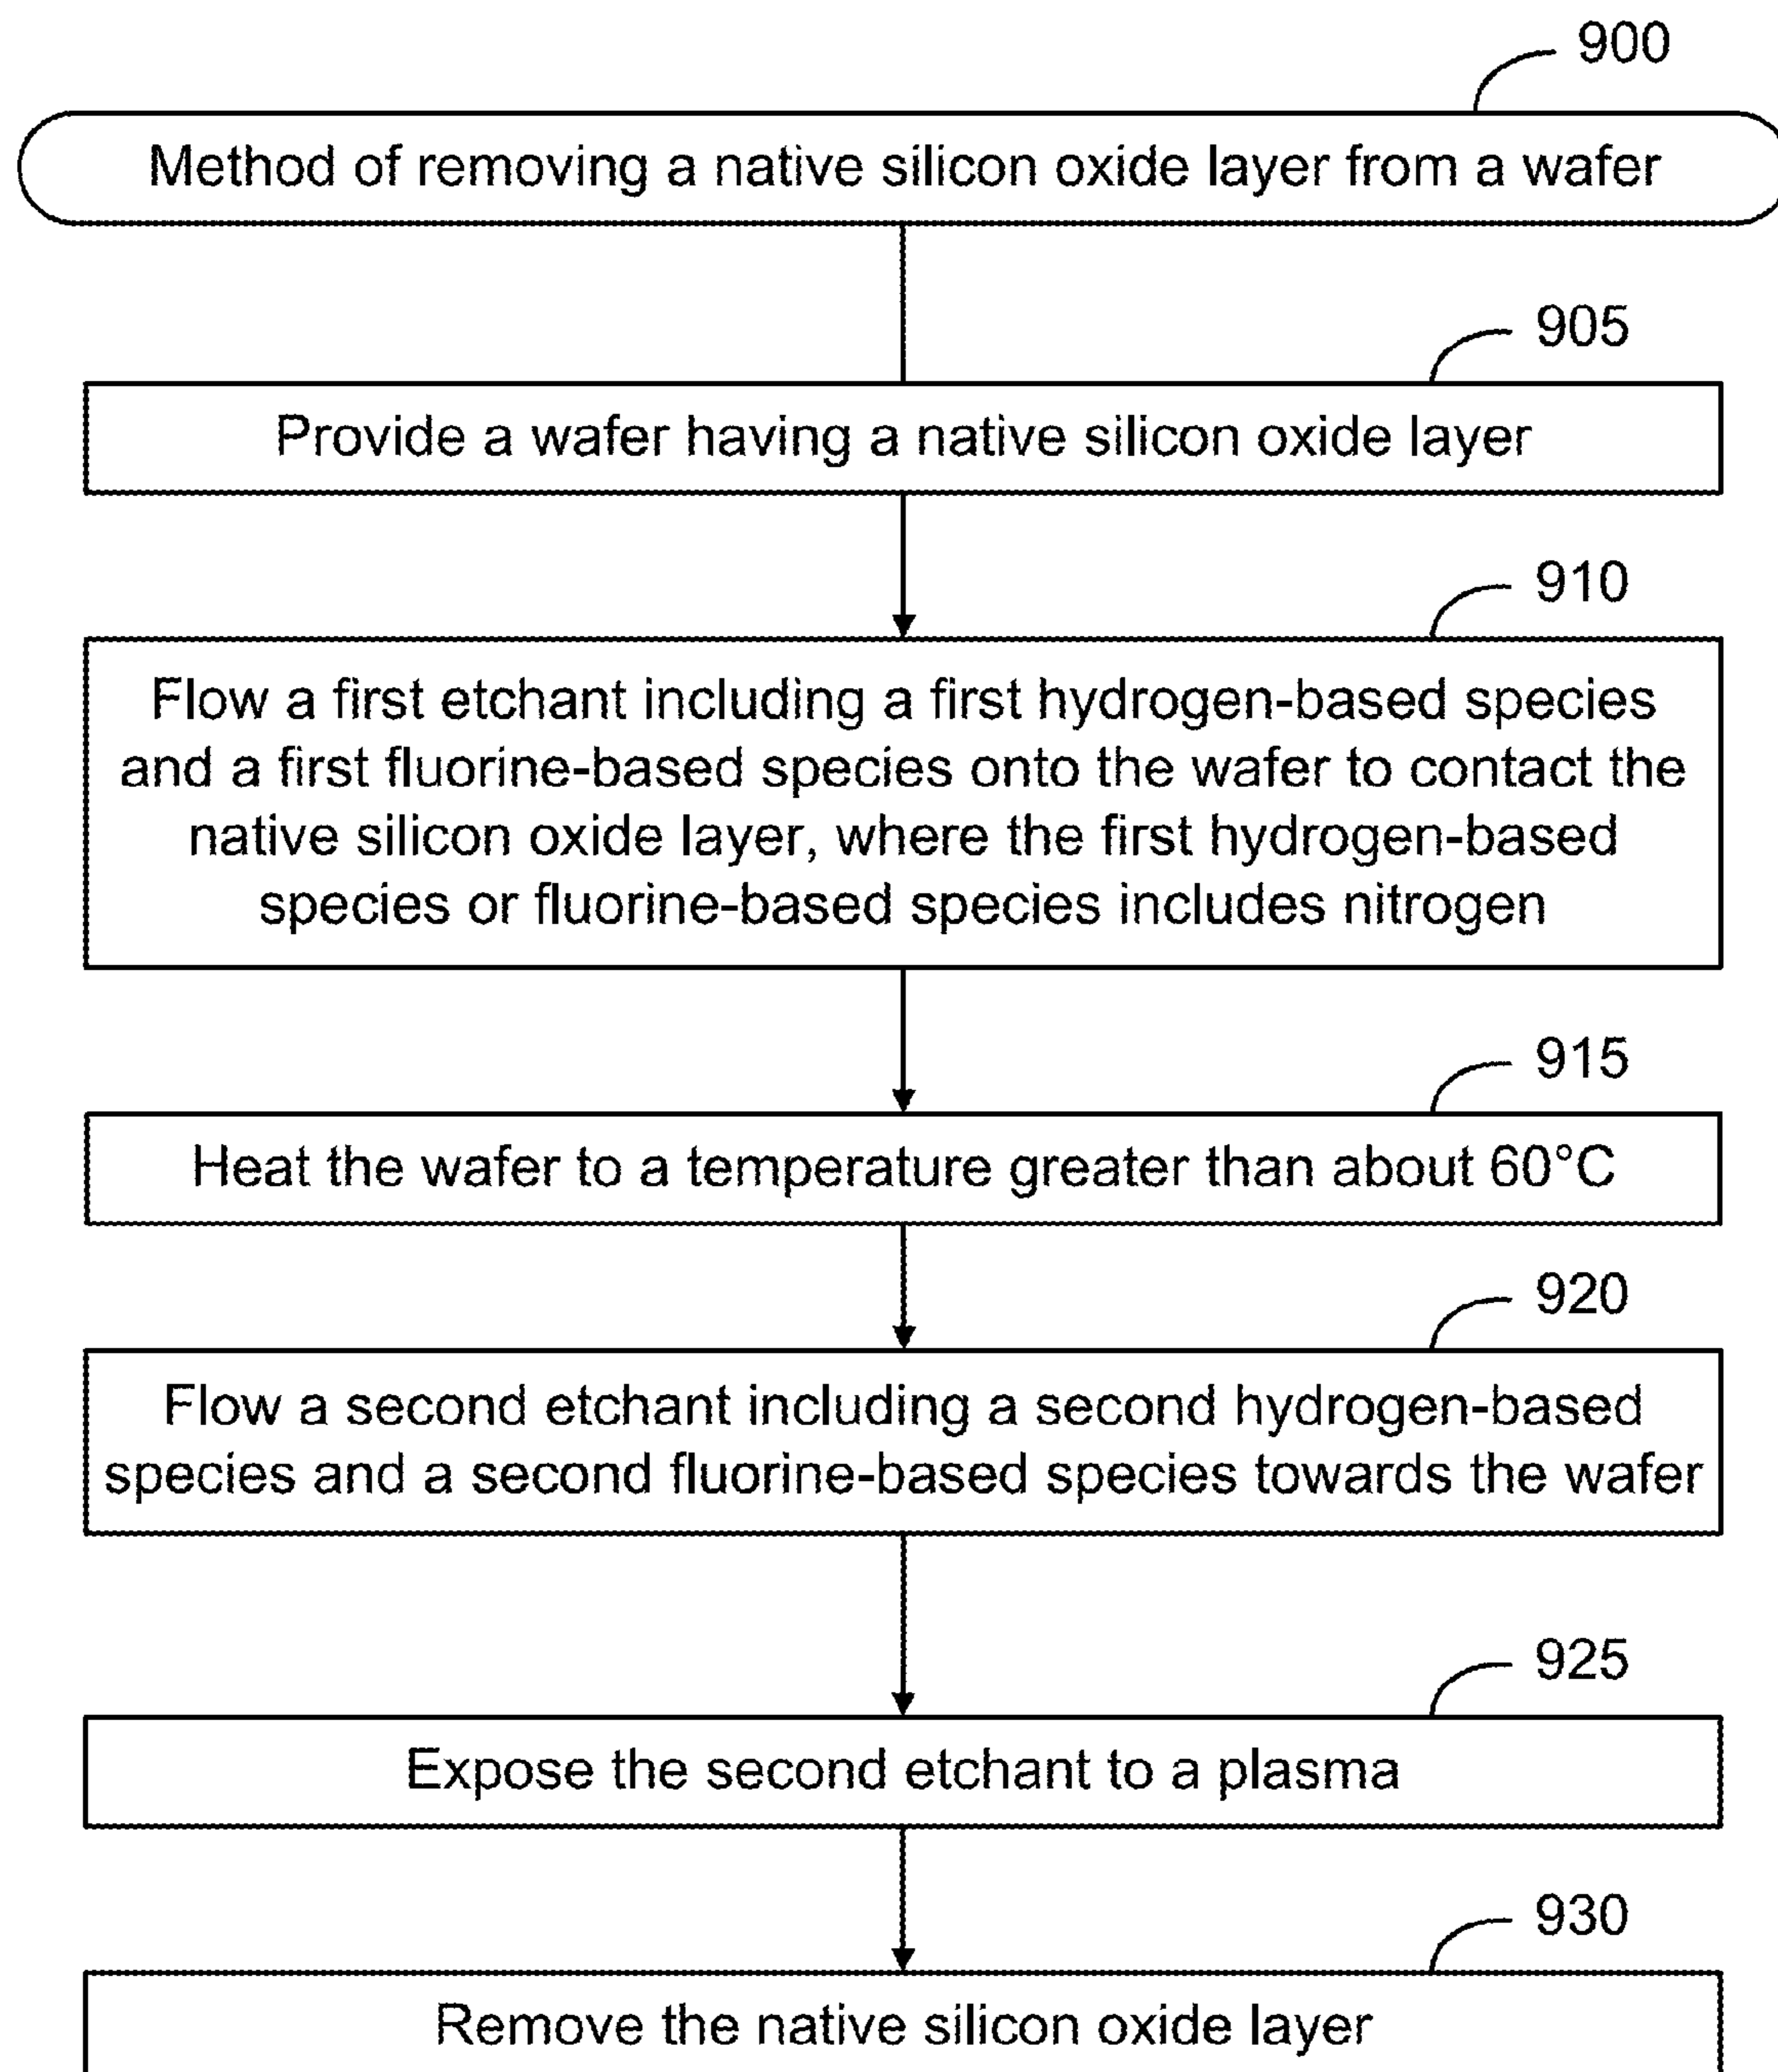 900
Method of removing a native silicon oxide layer from a wafer
905
Provide a wafer having a native silicon oxide layer
910
Flow a first etchant including a first hydrogen-based species
and a first fluorine-based species onto the wafer to contact the
native silicon oxide layer, where the first hydrogen-based
species or fluorine-based species includes nitrogen
915
Heat the wafer to a temperature greater than about 60°C
920
Flow a second etchant including a second hydrogen-based
species and a second fluorine-based species towards the wafer
925
Expose the second etchant to a plasma
930
Remove the native silicon oxide layer